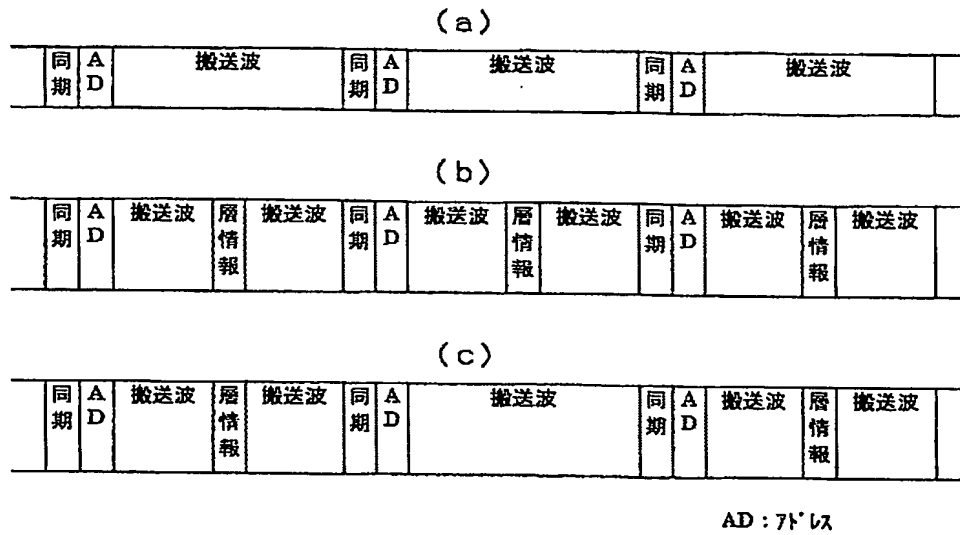 (a)
同期 AD 搬送波 同期 AD 搬送波 同期 AD 搬送波
(b)
同期 AD 搬送波 層情報 搬送波 同期 AD 搬送波 層情報 搬送波 同期 AD 搬送波 層情報 搬送波
(c)
同期 AD 搬送波 層情報 搬送波 同期 AD 搬送波 同期 AD 搬送波 層情報 搬送波
AD:アドレス